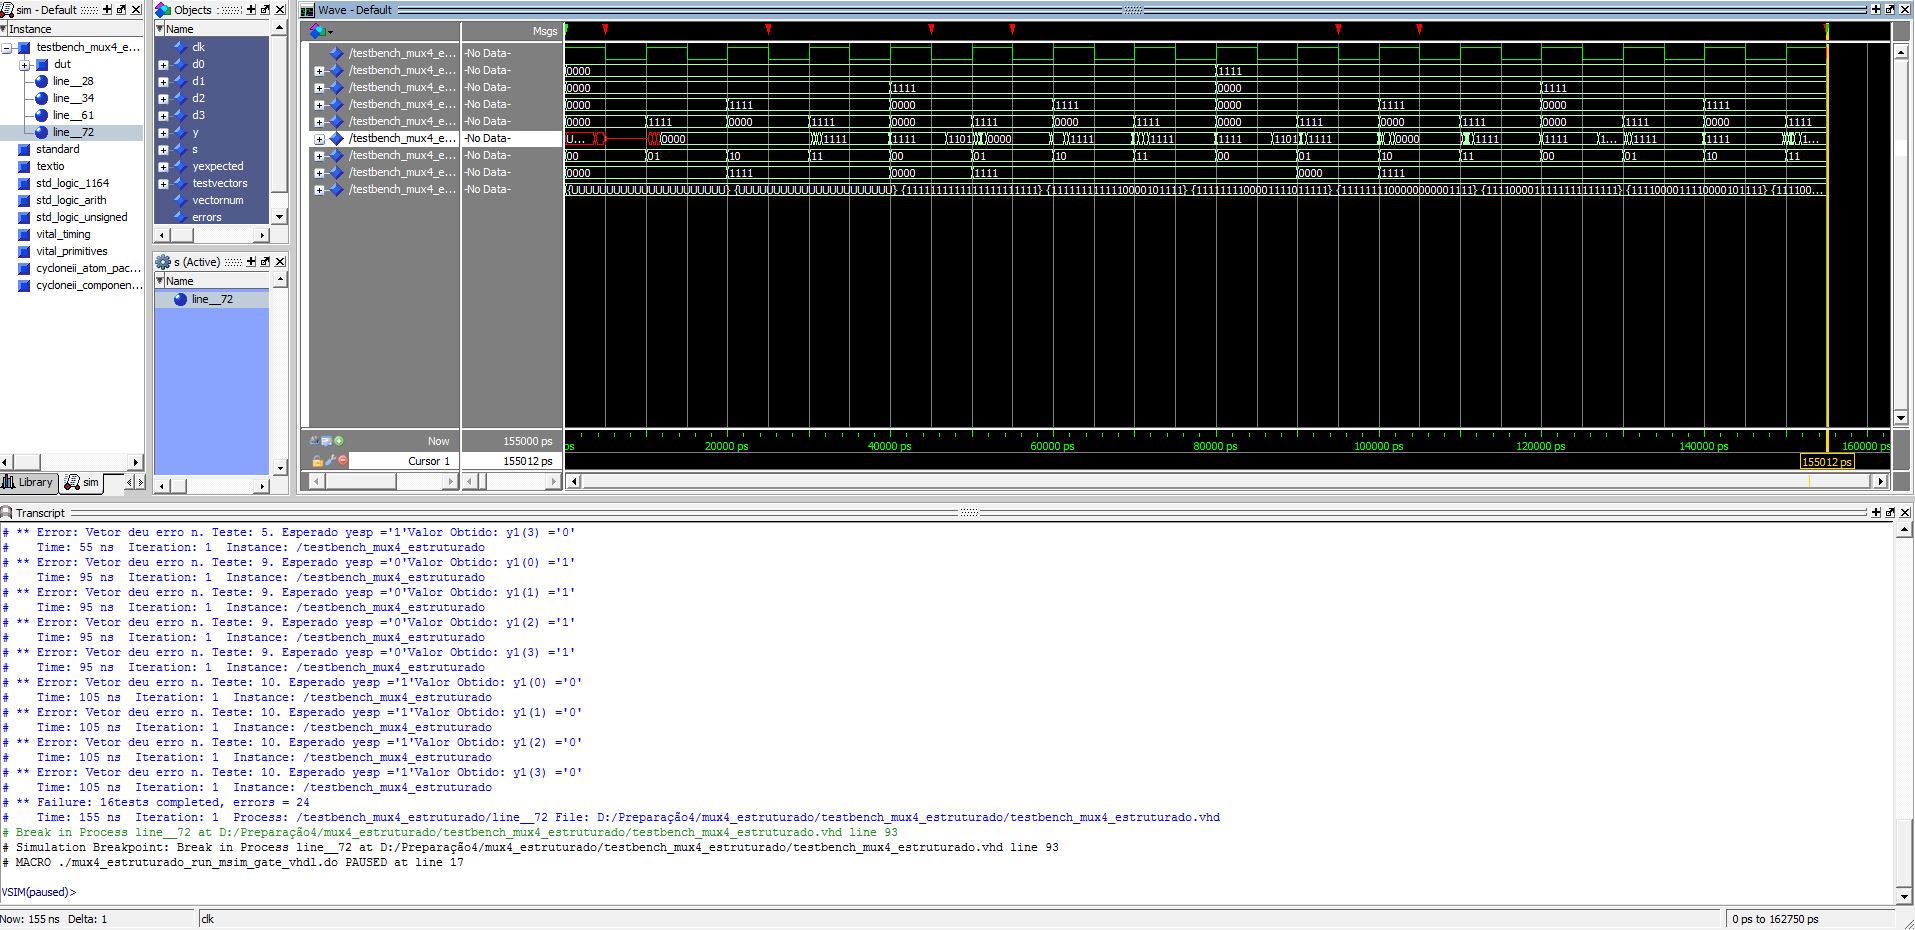 sim - Default
Instance
testbench_mux4_e...
dut
line__28
line__34
line__61
line__72
standard
textio
std_logic_1164
std_logic_arith
std_logic_unsigned
vital_timing
vital_primitives
cycloneii_atom_pac...
cycloneii_componen...
Library
sim
Objects
Name
clk
d0
d1
d2
d3
y
s
yexpected
testvectors
vectornum
errors
s (Active)
Name
line__72
Wave - Default
Msgs
/testbench_mux4_e... -No Data-
/testbench_mux4_e... -No Data- 0000 1111
/testbench_mux4_e... -No Data- 0000 1111 0000 1111
/testbench_mux4_e... -No Data- 0000 1111 0000 1111 0000 1111 0000 1111
/testbench_mux4_e... -No Data- 0000 1111 0000 1111 0000 1111 0000 1111 0000 1111 0000 1111 0000 1111 0000 1111
/testbench_mux4_e... -No Data- U... 0000 1111 1111 1101 0000 1111 1111 1111 1101 1111 0000 1111 1111 1... 1111 1111 1...
/testbench_mux4_e... -No Data- 00 01 10 11 00 01 10 11 00 01 10 11 00 01 10 11
/testbench_mux4_e... -No Data- 0000 1111 0000 1111 0000 1111
/testbench_mux4_e... -No Data-
Now 155000 ps
Cursor 1 155012 ps
ps 20000 ps 40000 ps 60000 ps 80000 ps 100000 ps 120000 ps 140000 ps 160000 ps
155012 ps
Transcript
# ** Error: Vetor deu erro n. Teste: 5. Esperado yesp ='1'Valor Obtido: y1(3) ='0'
# Time: 55 ns Iteration: 1 Instance: /testbench_mux4_estruturado
# ** Error: Vetor deu erro n. Teste: 9. Esperado yesp ='0'Valor Obtido: y1(0) ='1'
# Time: 95 ns Iteration: 1 Instance: /testbench_mux4_estruturado
# ** Error: Vetor deu erro n. Teste: 9. Esperado yesp ='0'Valor Obtido: y1(1) ='1'
# Time: 95 ns Iteration: 1 Instance: /testbench_mux4_estruturado
# ** Error: Vetor deu erro n. Teste: 9. Esperado yesp ='0'Valor Obtido: y1(2) ='1'
# Time: 95 ns Iteration: 1 Instance: /testbench_mux4_estruturado
# ** Error: Vetor deu erro n. Teste: 9. Esperado yesp ='0'Valor Obtido: y1(3) ='1'
# Time: 95 ns Iteration: 1 Instance: /testbench_mux4_estruturado
# ** Error: Vetor deu erro n. Teste: 10. Esperado yesp ='1'Valor Obtido: y1(0) ='0'
# Time: 105 ns Iteration: 1 Instance: /testbench_mux4_estruturado
# ** Error: Vetor deu erro n. Teste: 10. Esperado yesp ='1'Valor Obtido: y1(1) ='0'
# Time: 105 ns Iteration: 1 Instance: /testbench_mux4_estruturado
# ** Error: Vetor deu erro n. Teste: 10. Esperado yesp ='1'Valor Obtido: y1(2) ='0'
# Time: 105 ns Iteration: 1 Instance: /testbench_mux4_estruturado
# ** Error: Vetor deu erro n. Teste: 10. Esperado yesp ='1'Valor Obtido: y1(3) ='0'
# Time: 105 ns Iteration: 1 Instance: /testbench_mux4_estruturado
# ** Failure: 16tests completed, errors = 24
# Time: 155 ns Iteration: 1 Process: /testbench_mux4_estruturado/line__72 File: D:/Preparação4/mux4_estruturado/testbench_mux4_estruturado/testbench_mux4_estruturado.vhd
# Break in Process line__72 at D:/Preparação4/mux4_estruturado/testbench_mux4_estruturado/testbench_mux4_estruturado.vhd line 93
# Simulation Breakpoint: Break in Process line__72 at D:/Preparação4/mux4_estruturado/testbench_mux4_estruturado/testbench_mux4_estruturado.vhd line 93
# MACRO ./mux4_estruturado_run_msim_gate_vhdl.do PAUSED at line 17
VSIM(paused)>
Now: 155 ns Delta: 1
clk
0 ps to 162750 ps